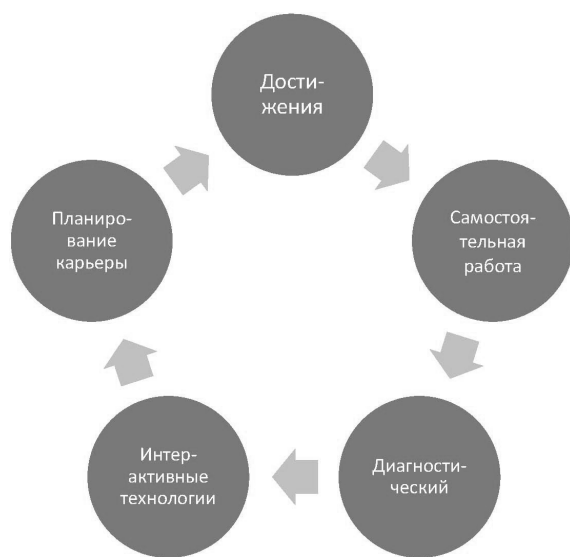 Дости-
жения
Самостоя-
тельная
работа
Диагности-
ческий
Интер-
активные
технологии
Планиро-
вание
карьеры